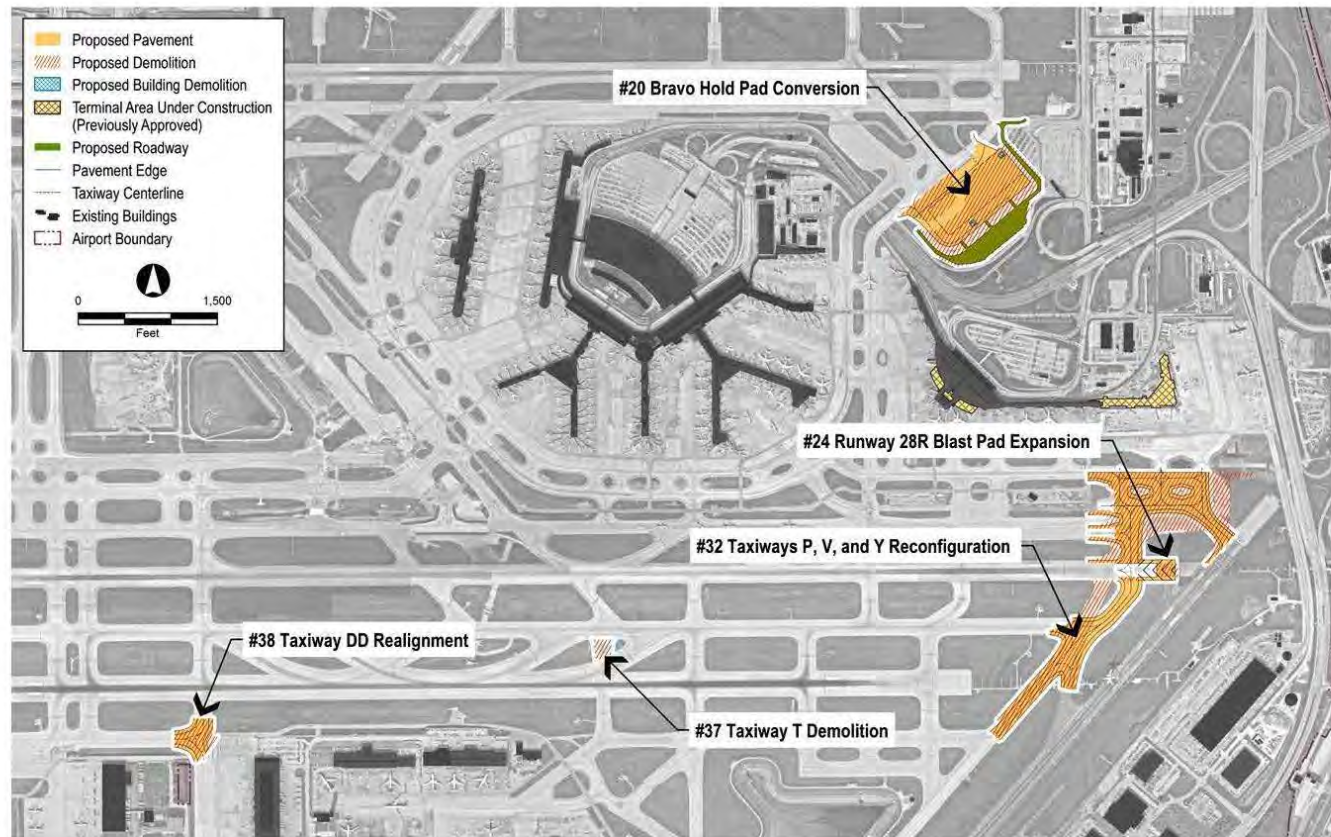 Proposed Pavement
Proposed Demolition
Proposed Building Demolition
Terminal Area Under Construction
(Previously Approved)
Proposed Roadway
Pavement Edge
Taxiway Centerline
Existing Buildings
Airport Boundary
0 1,500
Feet
#20 Bravo Hold Pad Conversion
#24 Runway 28R Blast Pad Expansion
#32 Taxiways P, V, and Y Reconfiguration
#38 Taxiway DD Realignment
#37 Taxiway T Demolition